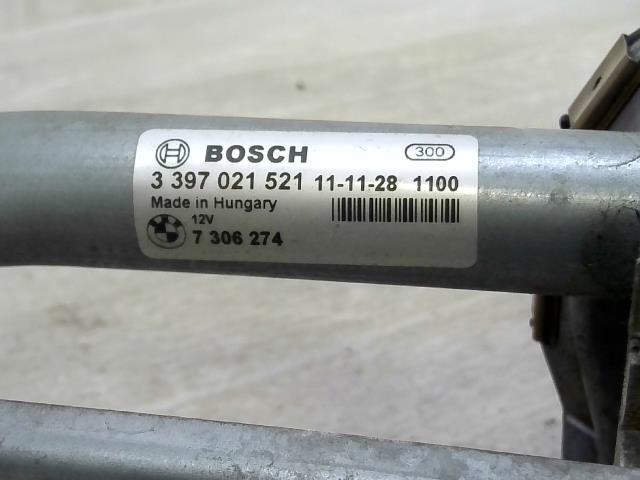 BOSCH 300
3 397 021 521 11-11-28 1100
Made in Hungary
12V
7 306 274